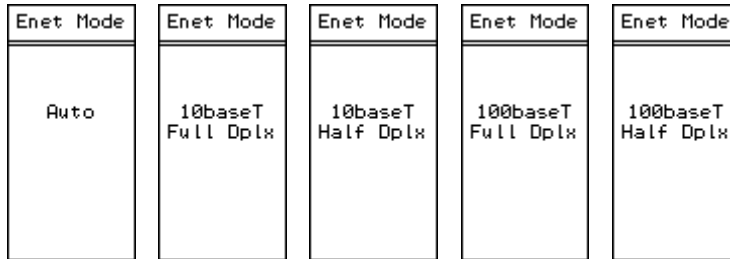 Enet Mode
Auto
Enet Mode
10baseT
Full Dplx
Enet Mode
10baseT
Half Dplx
Enet Mode
100baseT
Full Dplx
Enet Mode
100baseT
Half Dplx